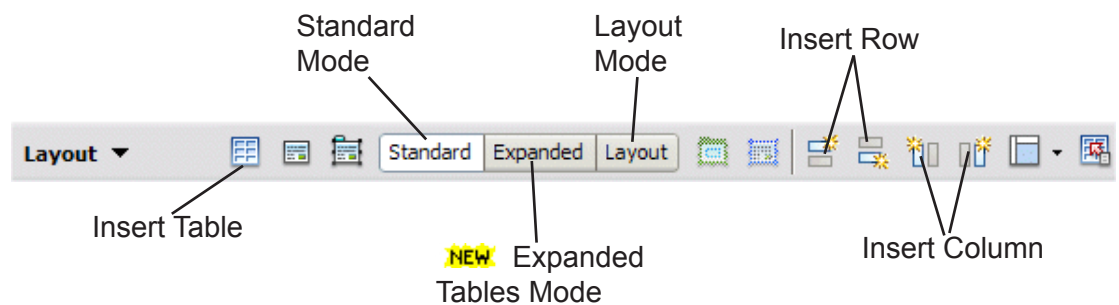 Standard
Mode
Layout
Mode
Insert Row
Layout
Standard
Expanded
Layout
Insert Table
NEW Expanded
Tables Mode
Insert Column